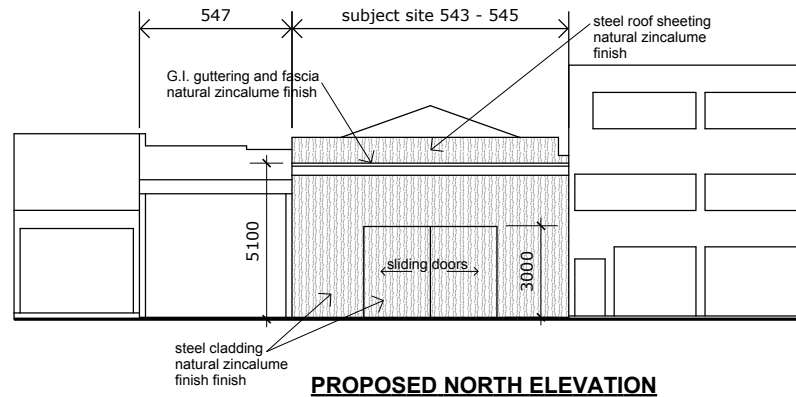 547
subject site 543 - 545
steel roof sheeting
natural zincalume
finish
G.I. guttering and fascia
natural zincalume finish
5100
3000
sliding doors
steel cladding
natural zincalume
finish finish
PROPOSED NORTH ELEVATION